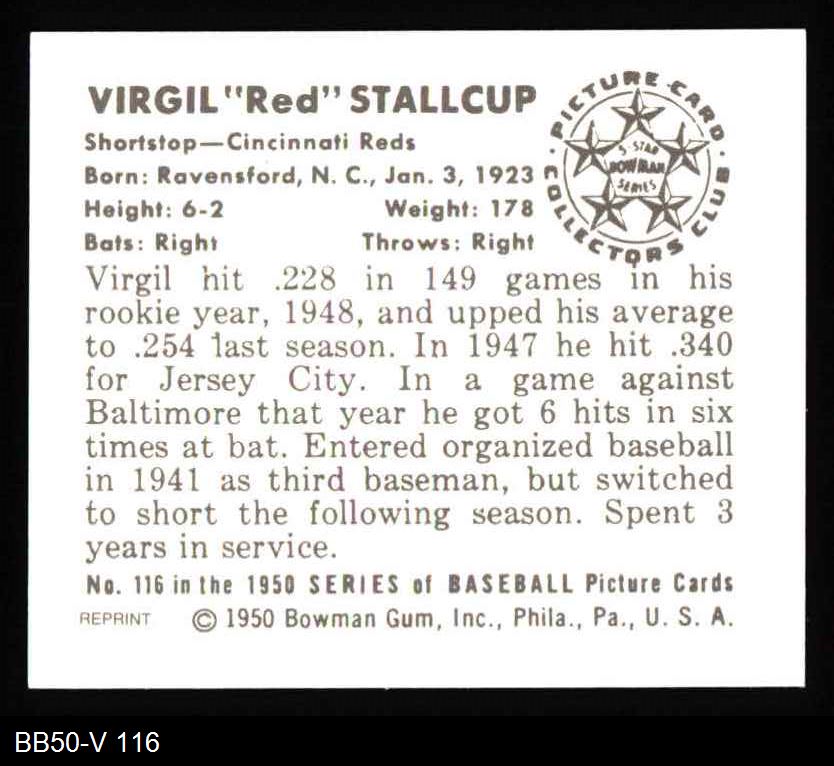 VIRGIL "Red" STALLCUP
Shortstop—Cincinnati Reds
Born: Ravensford, N. C., Jan. 3, 1923
Height: 6-2 Weight: 178
Bats: Right Throws: Right
PICTURE CARD COLLECTORS CLUB
5-STAR
BOWMAN
SERIES
Virgil hit .228 in 149 games in his
rookie year, 1948, and upped his average
to .254 last season. In 1947 he hit .340
for Jersey City. In a game against
Baltimore that year he got 6 hits in six
times at bat. Entered organized baseball
in 1941 as third baseman, but switched
to short the following season. Spent 3
years in service.
No. 116 in the 1950 SERIES of BASEBALL Picture Cards
REPRINT © 1950 Bowman Gum, Inc., Phila., Pa., U. S. A.
BB50-V 116